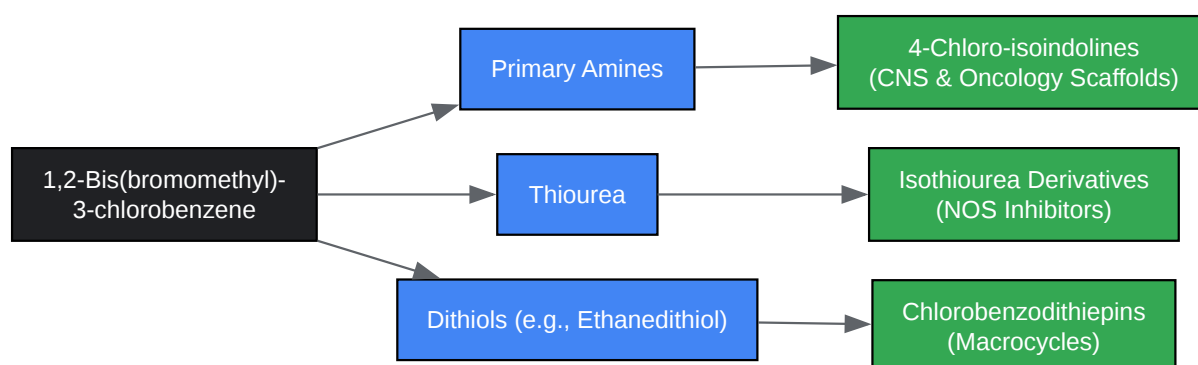 1,2-Bis(bromomethyl)-
3-chlorobenzene
Primary Amines
4-Chloro-isoindolines
(CNS & Oncology Scaffolds)
Thiourea
Isothiourea Derivatives
(NOS Inhibitors)
Dithiols (e.g., Ethanedithiol)
Chlorobenzodithiepins
(Macrocycles)